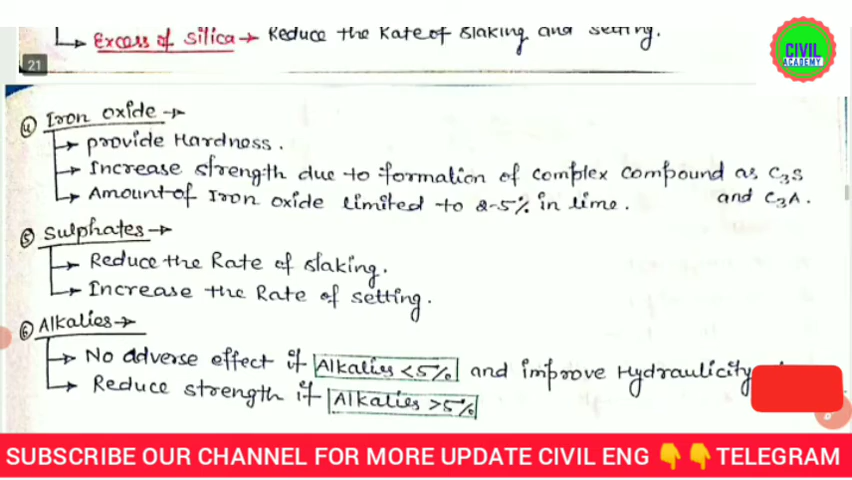 ↳ Excess of Silica → Reduce the Rate of Slaking and setting.
CIVIL
ACADEMY
21
④ Iron oxide →
→ provide Hardness.
→ Increase strength due to formation of complex compound as C₃S
and C₃A.
→ Amount of Iron oxide limited to 2-5% in lime.
⑤ Sulphates →
→ Reduce the Rate of slaking.
→ Increase the Rate of setting.
⑥ Alkalies →
→ No adverse effect if Alkalies <5% and improve Hydraulicity
→ Reduce strength if Alkalies >5%
SUBSCRIBE OUR CHANNEL FOR MORE UPDATE CIVIL ENG 👇👇 TELEGRAM